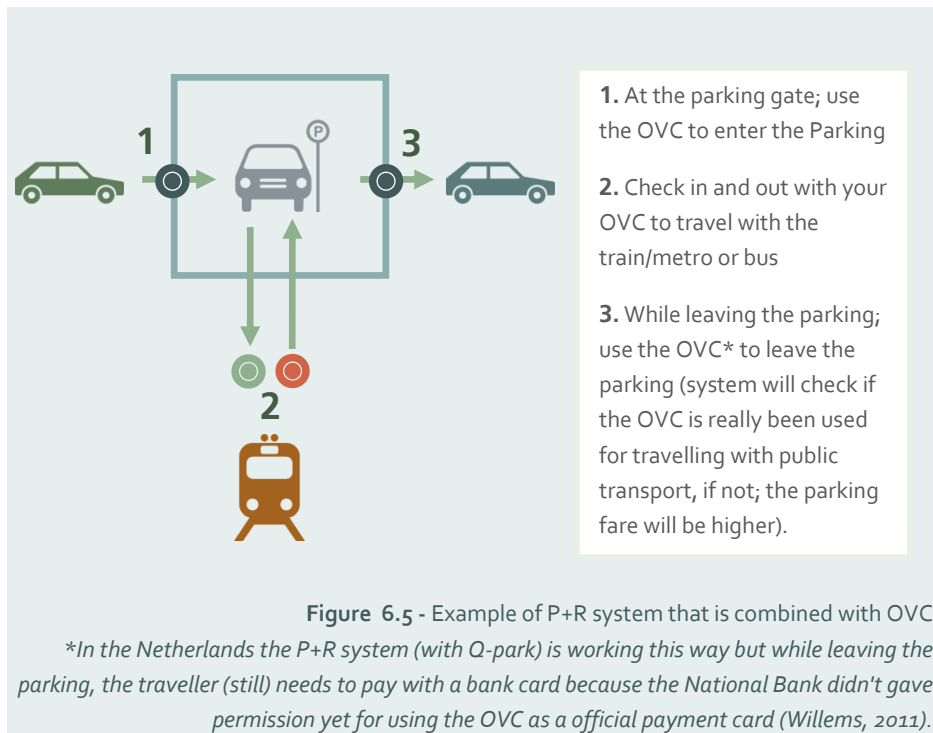 1
3
P
2
1. At the parking gate; use
the OVC to enter the Parking
2. Check in and out with your
OVC to travel with the
train/metro or bus
3. While leaving the parking;
use the OVC* to leave the
parking (system will check if
the OVC is really been used
for travelling with public
transport, if not; the parking
fare will be higher).
Figure 6.5 - Example of P+R system that is combined with OVC
*In the Netherlands the P+R system (with Q-park) is working this way but while leaving the
parking, the traveller (still) needs to pay with a bank card because the National Bank didn't gave
permission yet for using the OVC as a official payment card (Willems, 2011).